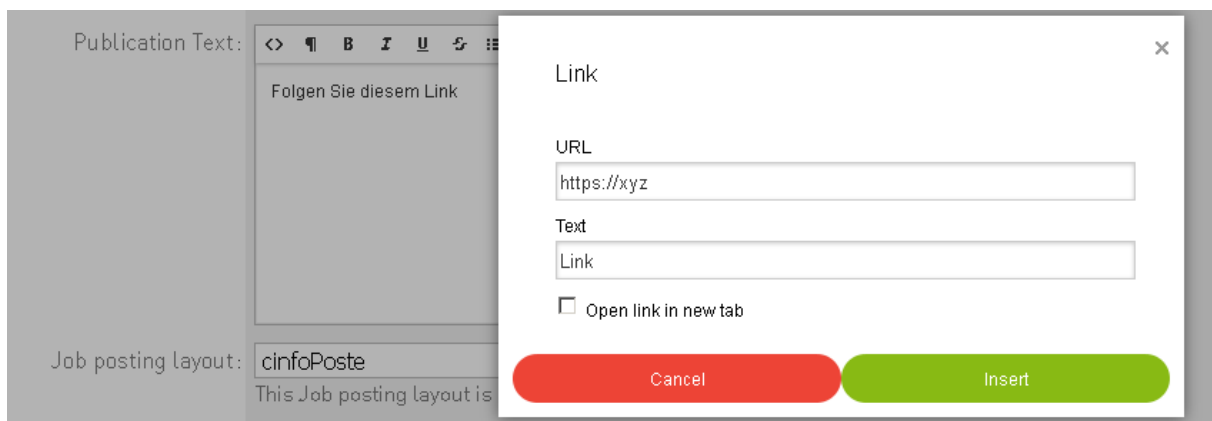 Publication Text:
<> ¶ B I U S
Folgen Sie diesem Link
Job posting layout:
cinfoPoste
This Job posting layout is
×
Link
URL
https://xyz
Text
Link
Open link in new tab
Cancel
Insert